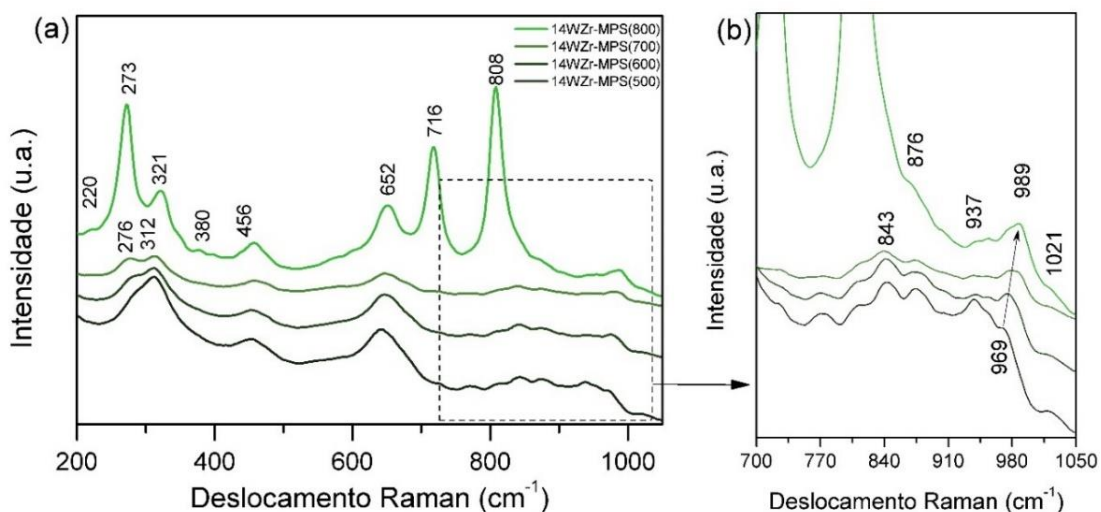 (a)
14WZr-MPS(800)
14WZr-MPS(700)
14WZr-MPS(600)
14WZr-MPS(500)
220
273
276
312
321
380
456
652
716
808
Intensidade (u.a.)
200 400 600 800 1000
Deslocamento Raman (cm⁻¹)
(b)
876
843
937
989
1021
969
Intensidade (u.a.)
700 770 840 910 980 1050
Deslocamento Raman (cm⁻¹)